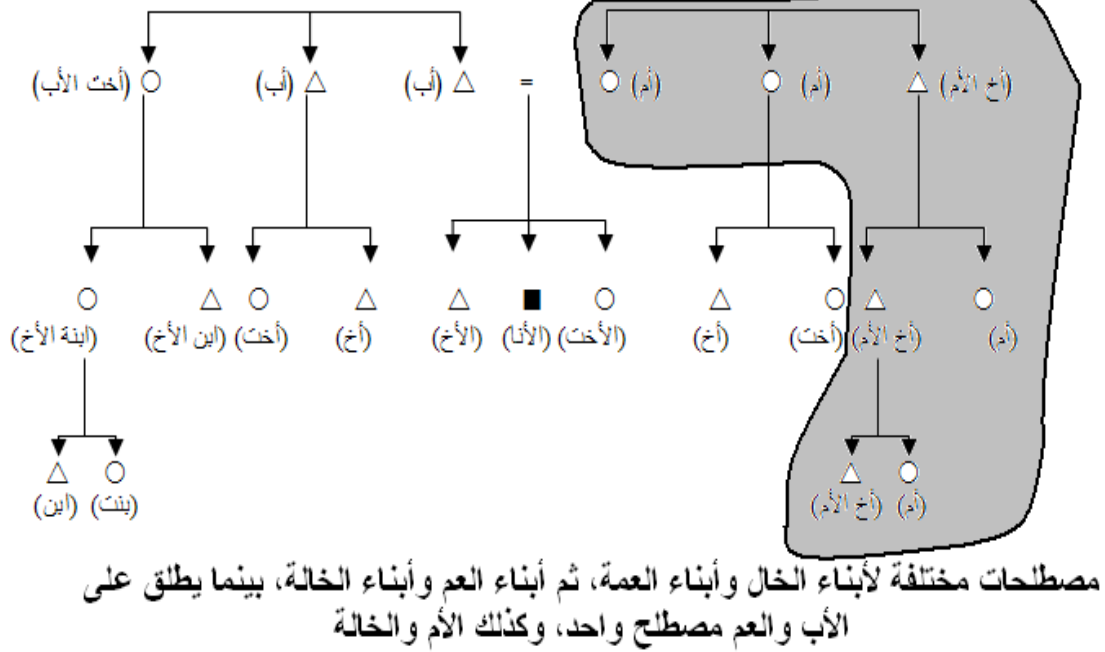 (أخ الأم) (أم) (أم) = (أب) (أب) (أخت الأب)
(أم) (أخ الأم) (أخت) (أخ) (الأخت) (الأنا) (الأخ) (أخ) (أخت) (ابن الأخ) (ابنة الأخ)
(أم) (أخ الأم) (بنت) (ابن)
مصطلحات مختلفة لأبناء الخال وأبناء العمة، ثم أبناء العم وأبناء الخالة، بينما يطلق على
الأب والعم مصطلح واحد، وكذلك الأم والخالة